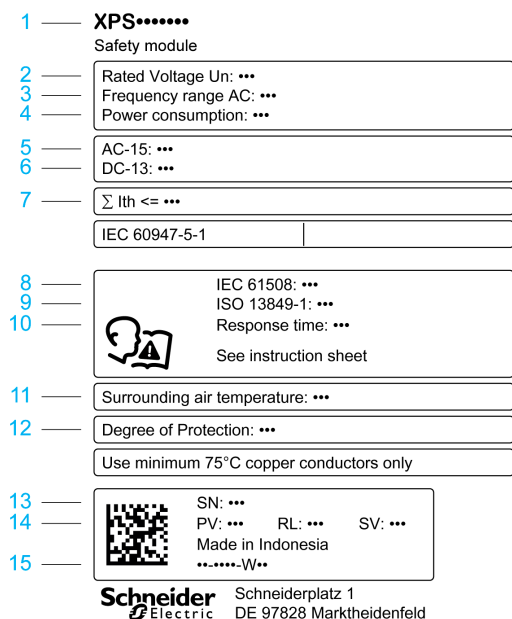 1 XPS•••••••
Safety module
2 Rated Voltage Un: •••
3 Frequency range AC: •••
4 Power consumption: •••
5 AC-15: •••
6 DC-13: •••
7 ∑ Ith <= •••
IEC 60947-5-1
8 IEC 61508: •••
9 ISO 13849-1: •••
10 Response time: •••
See instruction sheet
11 Surrounding air temperature: •••
12 Degree of Protection: •••
Use minimum 75°C copper conductors only
13 SN: •••
14 PV: ••• RL: ••• SV: •••
Made in Indonesia
15 ••-••••-W••
Schneider Electric
Schneiderplatz 1
DE 97828 Marktheidenfeld